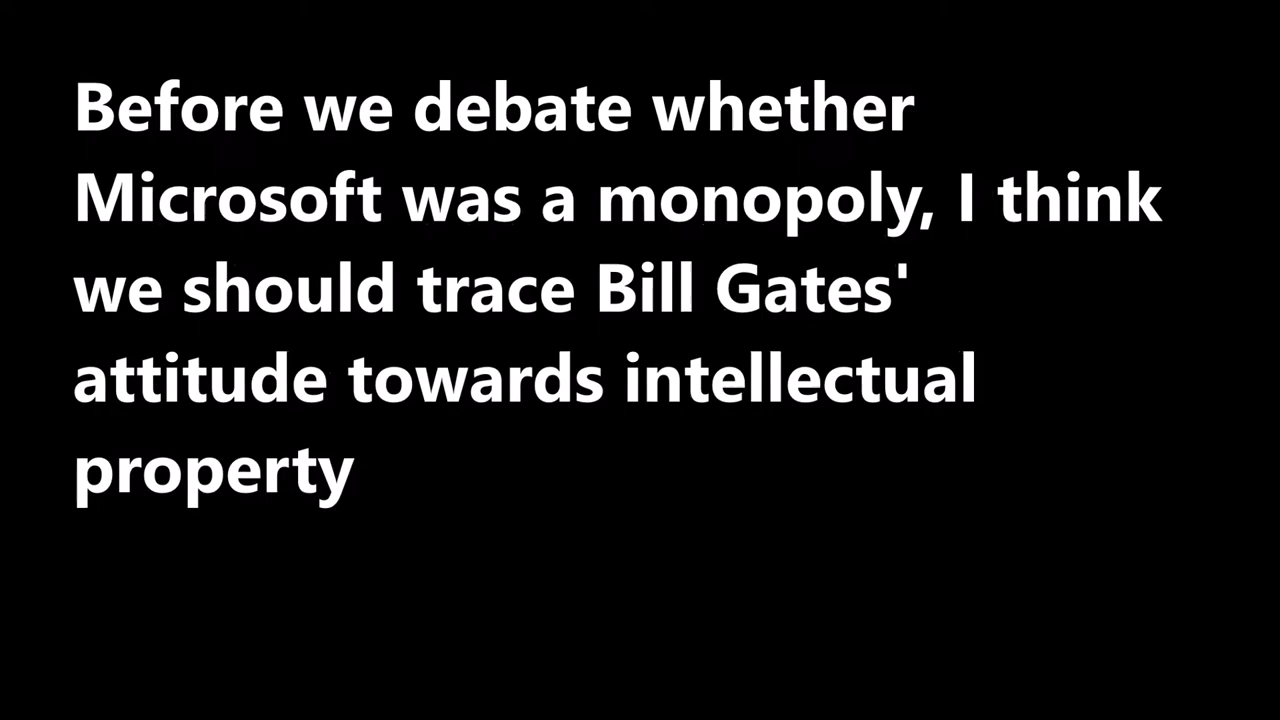 Before we debate whether
Microsoft was a monopoly, I think
we should trace Bill Gates'
attitude towards intellectual
property